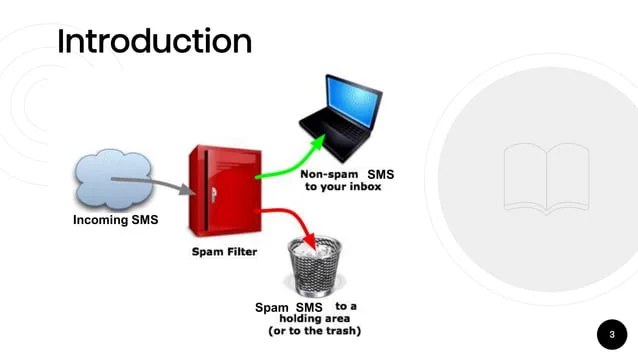 Introduction
Non-spam SMS
to your inbox
Incoming SMS
Spam Filter
Spam SMS to a
holding area
(or to the trash)
3